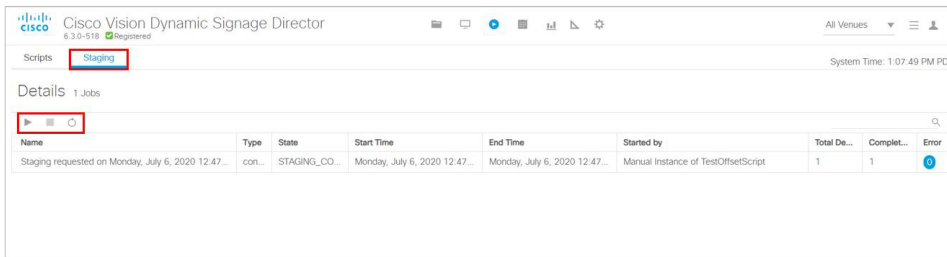 CISCO
Cisco Vision Dynamic Signage Director
6.3.0-518 Registered
All Venues
Scripts Staging
System Time: 1:07:49 PM PD
Details 1 Jobs
Name Type State Start Time End Time Started by Total De... Complet... Error
Staging requested on Monday, July 6, 2020 12:47... con... STAGING_CO... Monday, July 6, 2020 12:47... Monday, July 6, 2020 12:47... Manual Instance of TestOffsetScript 1 1 0